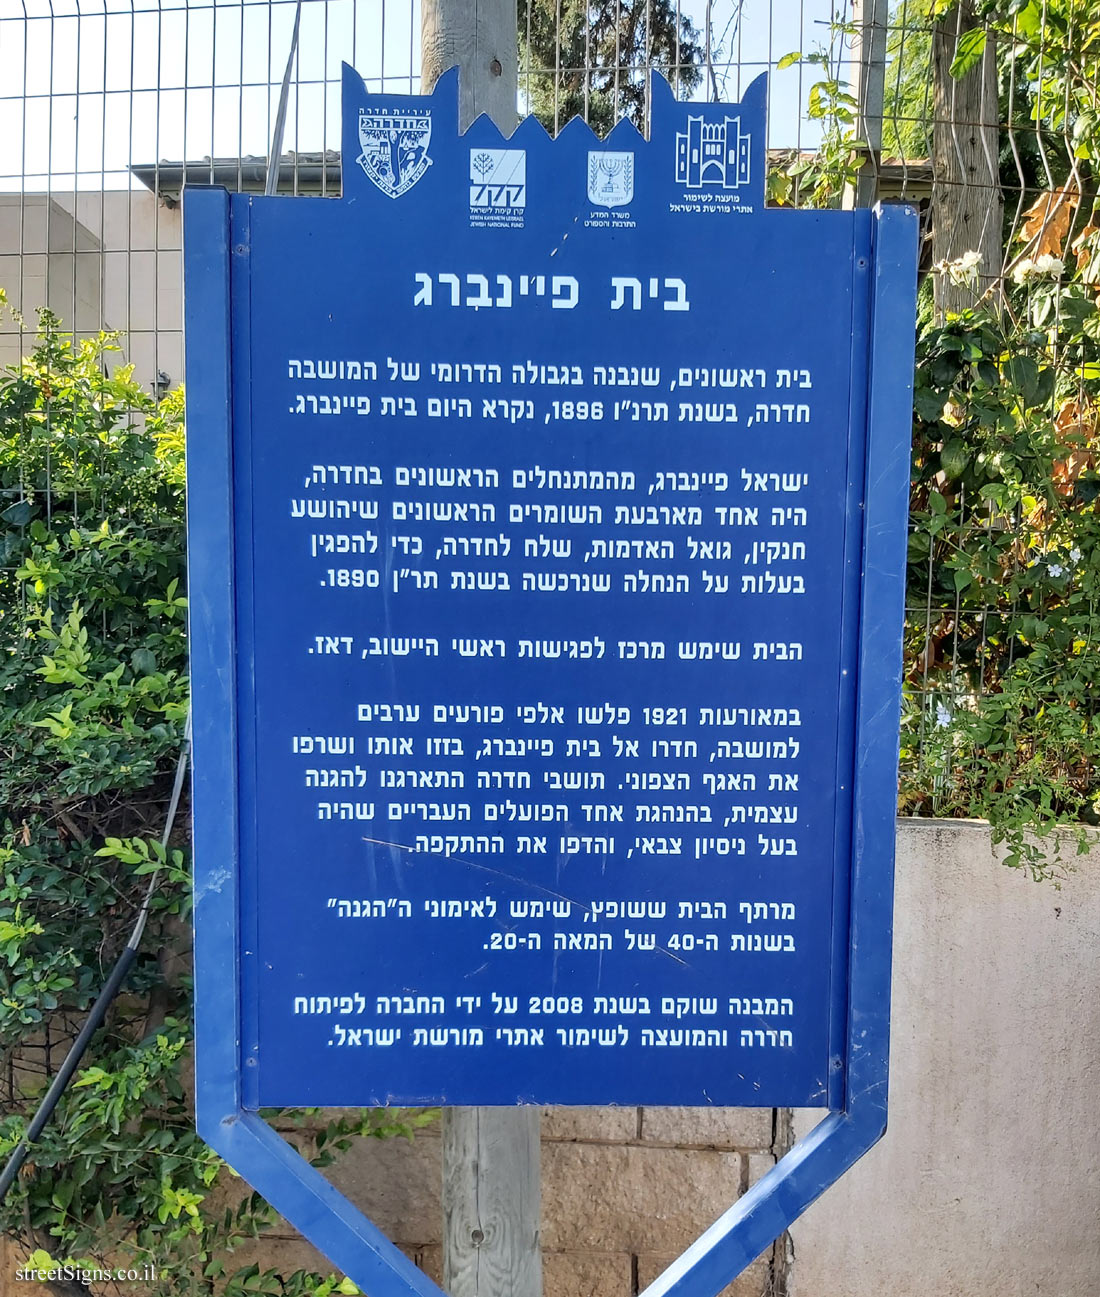 עיריית חדרה
חדרה
קקל
קרן קימת לישראל
KEREN KAYEMETH LEISRAEL
JEWISH NATIONAL FUND
משרד המדע
התרבות והספורט
מועצה לשימור
אתרי מורשת בישראל
בית פיינברג
בית ראשונים, שנבנה בגבולה הדרומי של המושבה
חדרה, בשנת תרנ"ו 1896, נקרא היום בית פיינברג.
ישראל פיינברג, מהמתנחלים הראשונים בחדרה,
היה אחד מארבעת השומרים הראשונים שיהושע
חנקין, גואל האדמות, שלח לחדרה, כדי להפגין
בעלות על הנחלה שנרכשה בשנת תר"ן 1890.
הבית שימש מרכז לפגישות ראשי היישוב, דאז.
במאורעות 1921 פלשו אלפי פורעים ערבים
למושבה, חדרו אל בית פיינברג, בזזו אותו ושרפו
את האגף הצפוני. תושבי חדרה התארגנו להגנה
עצמית, בהנהגת אחד הפועלים העבריים שהיה
בעל ניסיון צבאי, והדפו את ההתקפה.
מרתף הבית ששופץ, שימש לאימוני ה"הגנה"
בשנות ה-40 של המאה ה-20.
המבנה שוקם בשנת 2008 על ידי החברה לפיתוח
חדרה והמועצה לשימור אתרי מורשת ישראל.
streetSigns.co.il